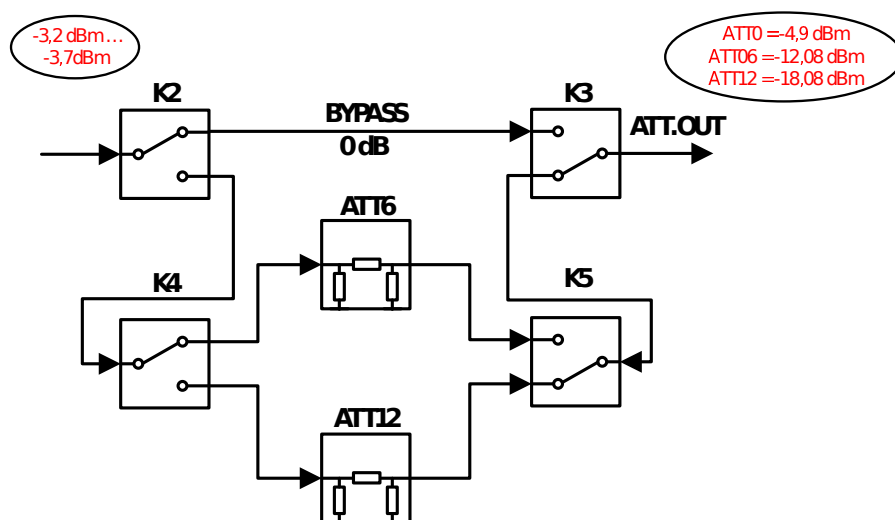 -3,2 dBm...
-3,7dBm
ATT0 =-4,9 dBm
ATT06 =-12,08 dBm
ATT12 =-18,08 dBm
K2
BYPASS
0 dB
K3
ATT.OUT
ATT6
K4
K5
ATT12